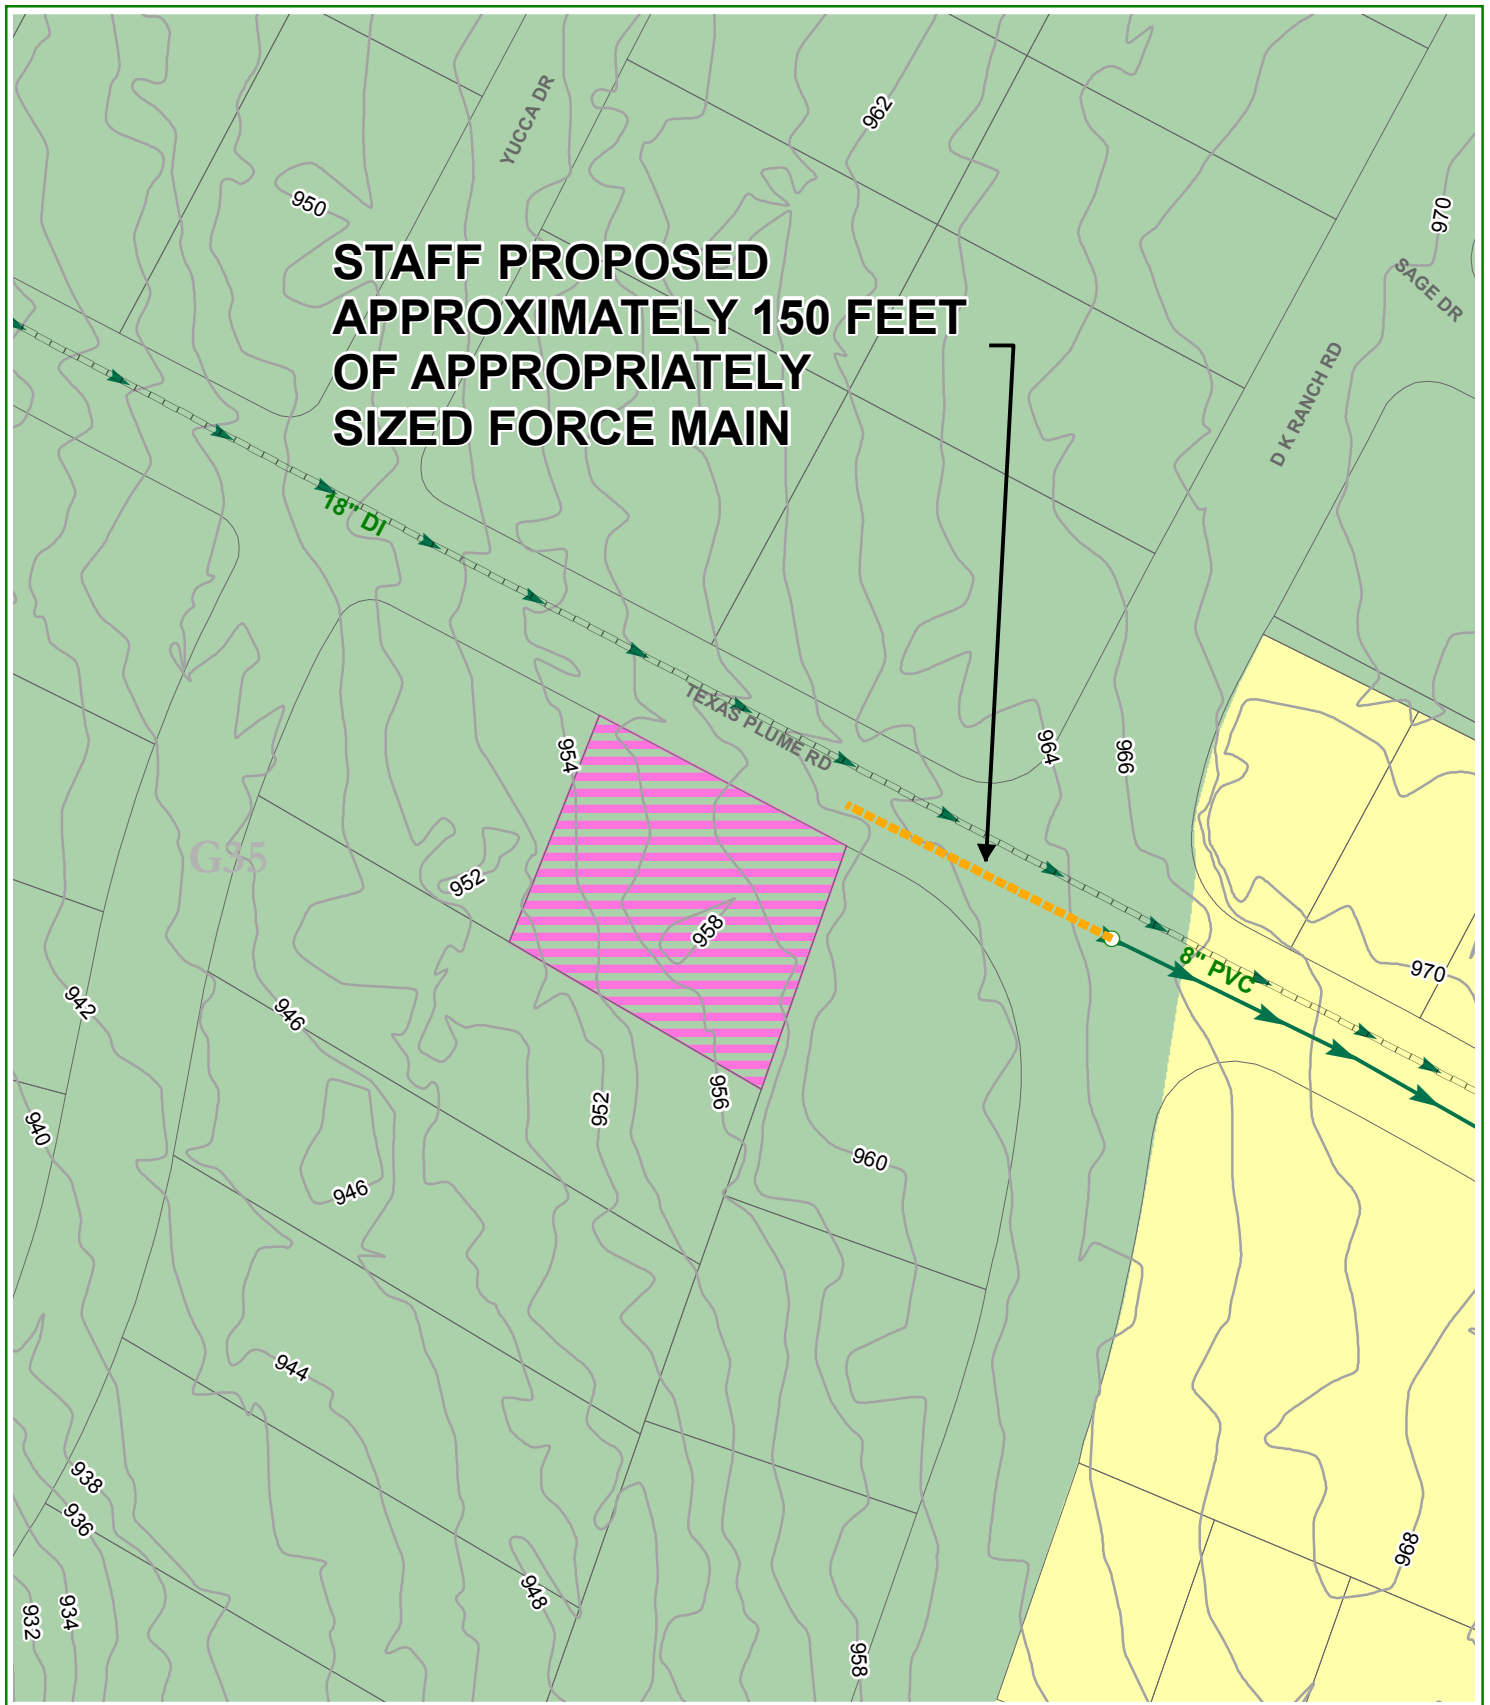 YUCCA DR
962
950
970
SAGE DR
STAFF PROPOSED
APPROXIMATELY 150 FEET
OF APPROPRIATELY
SIZED FORCE MAIN
D K RANCH RD
18" DI
TEXAS PLUME RD
954
964
966
G35
952
958
8" PVC
970
942
946
952
956
940
960
946
944
938
936
968
948
932
934
958